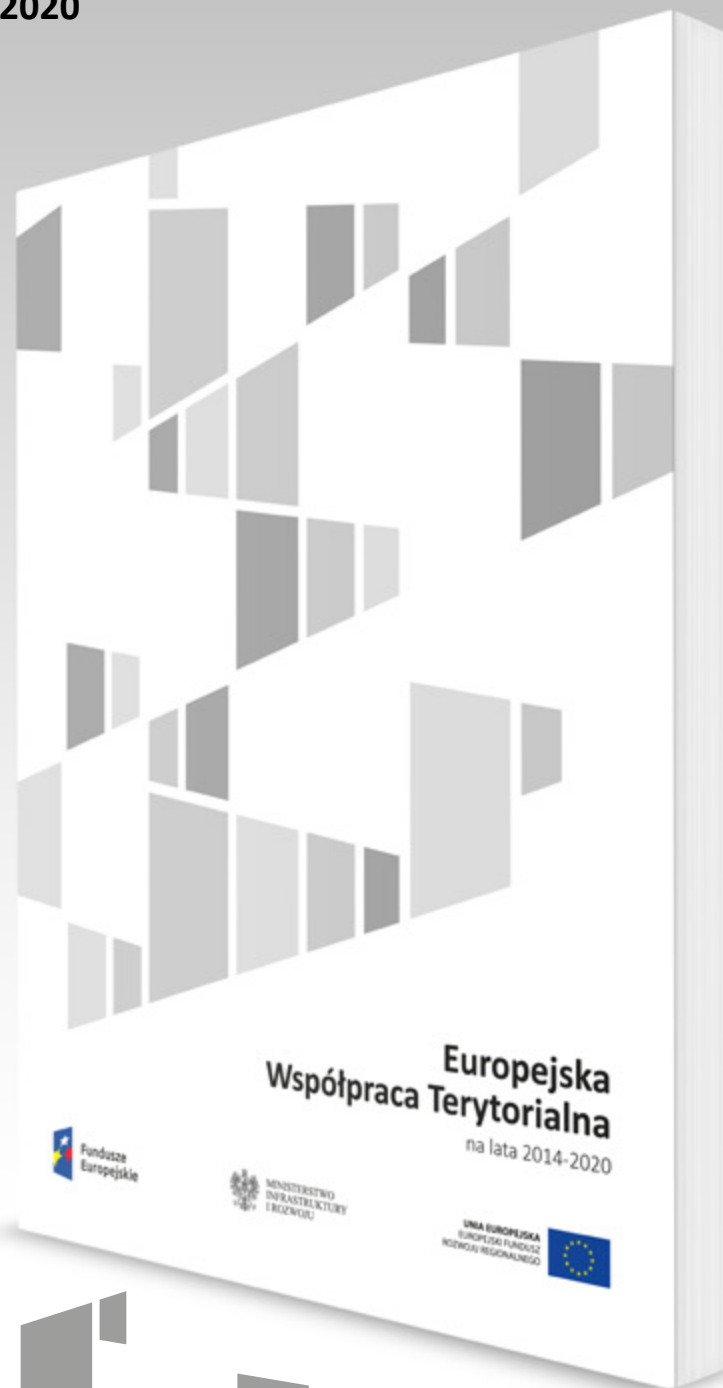 2020
Europejska
Współpraca Terytorialna
na lata 2014-2020
Fundusze
Europejskie
MINISTERSTWO
INFRASTRUKTURY
I ROZWOJU
UNIA EUROPEJSKA
EUROPEJSKI FUNDUSZ
ROZWOJU REGIONALNEGO